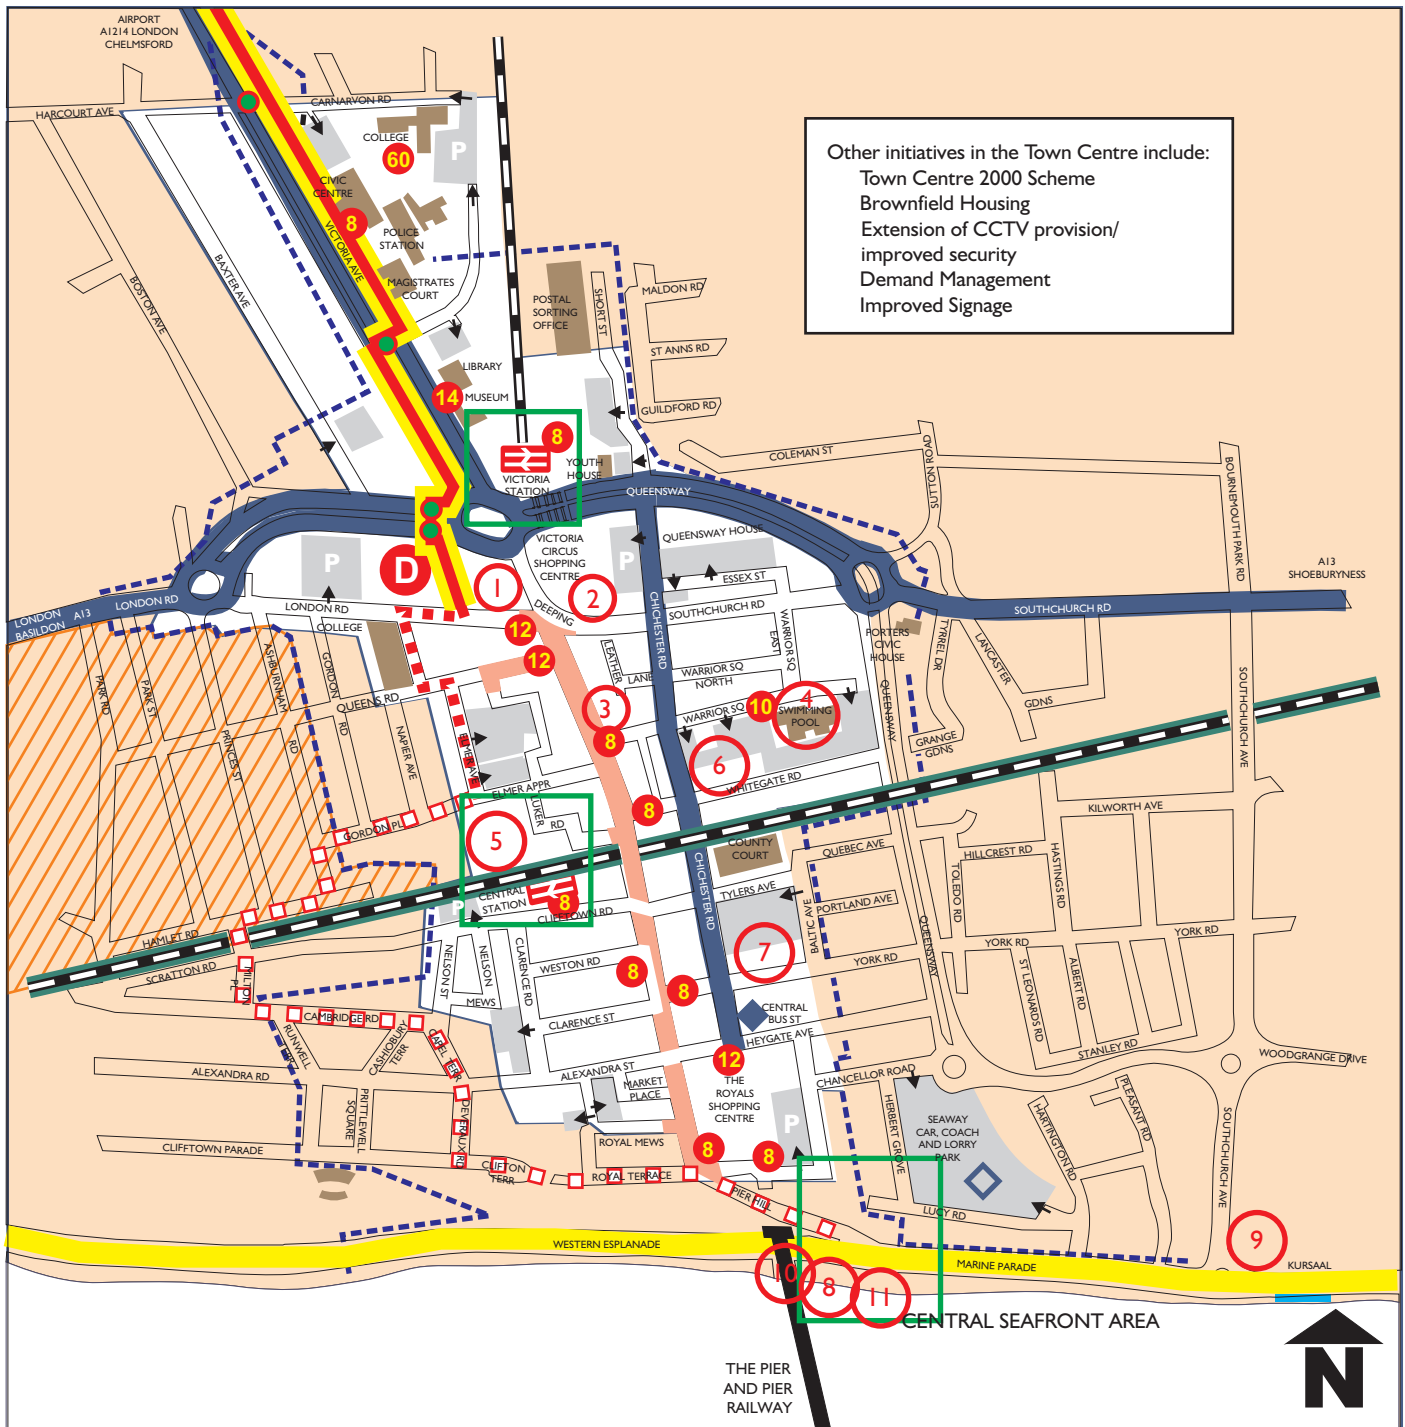 AIRPORT
A1214 LONDON
CHELMSFORD
HARCOURT AVE
CARNARVON RD
COLLEGE
60
P
CIVIC
CENTRE
8
VICTORIA AVE
POLICE
STATION
MAGISTRATES
COURT
BAXTER AVE
BOSTON AVE
POSTAL
SORTING
OFFICE
SHORT ST
MALDON RD
ST ANNS RD
GUILDFORD RD
LIBRARY
14
MUSEUM
8
VICTORIA
STATION
YOUTH
HOUSE
Other initiatives in the Town Centre include:
Town Centre 2000 Scheme
Brownfield Housing
Extension of CCTV provision/
improved security
Demand Management
Improved Signage
COLEMAN ST
SUTTON ROAD
BOURNEMOUTH PARK RD
QUEENSWAY
VICTORIA
CIRCUS
SHOPPING
CENTRE
P
P
D
1
2
DEEPING
QUEENSWAY HOUSE
ESSEX ST
SOUTHCHURCH RD
A13
SHOEBURYNESS
SOUTHCHURCH RD
LONDON
BASILDON
A13
LONDON RD
LONDON RD
COLLEGE
12
12
CHICHESTER RD
LEATHER
LANE
WARRIOR SQ
NORTH
WARRIOR SQ
EAST
WARRIOR SQ
10
4
SWIMMING
POOL
PORTERS
CIVIC
HOUSE
TYRREL DR
LANCASTER
GDNS
QUEENSWAY
GRANGE
GDNS
SOUTHCHURCH AVE
PARK RD
PARK ST
ASHBURNHAM
RD
GORDON
RD
PRINCES ST
QUEENS RD
NAPIER AVE
ELMER AVE
ELMER APPR
3
8
6
WHITEGATE RD
LUKER
RD
8
GORDON PL
5
COUNTY
COURT
CHICHESTER RD
QUEBEC AVE
KILWORTH AVE
HILLCREST RD
TOLEDO RD
HASTINGS RD
TYLERS AVE
PORTLAND AVE
BALTIC AVE
QUEENSWAY
CENTRAL
STATION
8
P
CLIFFTOWN RD
HAMLET RD
SCRATTON RD
MILTON
PL
NELSON ST
NELSON
MEWS
CLARENCE RD
WESTON RD
8
8
7
YORK RD
YORK RD
YORK RD
ST LEONARDS RD
ALBERT RD
CAMBRIDGE RD
RUNWELL
TERR
CASHIOBURY
TERR
CAPEL TERR
CLARENCE ST
CENTRAL
BUS ST
HEYGATE AVE
STANLEY RD
WOODGRANGE DRIVE
ALEXANDRA RD
ALEXANDRA ST
MARKET
PLACE
12
THE
ROYALS
SHOPPING
CENTRE
P
CHANCELLOR ROAD
HERBERT GROVE
SEAWAY
CAR, COACH
AND LORRY
PARK
HARTINGTON RD
PLEASANT RD
SOUTHCHURCH AVE
PRITTLEWELL
SQUARE
DEVERAUX RD
CLIFFTOWN PARADE
CLIFTON
TERR
ROYAL MEWS
ROYAL TERRACE
8
8
PIER HILL
LUCY RD
9
KURSAAL
WESTERN ESPLANADE
MARINE PARADE
10
8
11
CENTRAL SEAFRONT AREA
THE PIER
AND PIER
RAILWAY
N